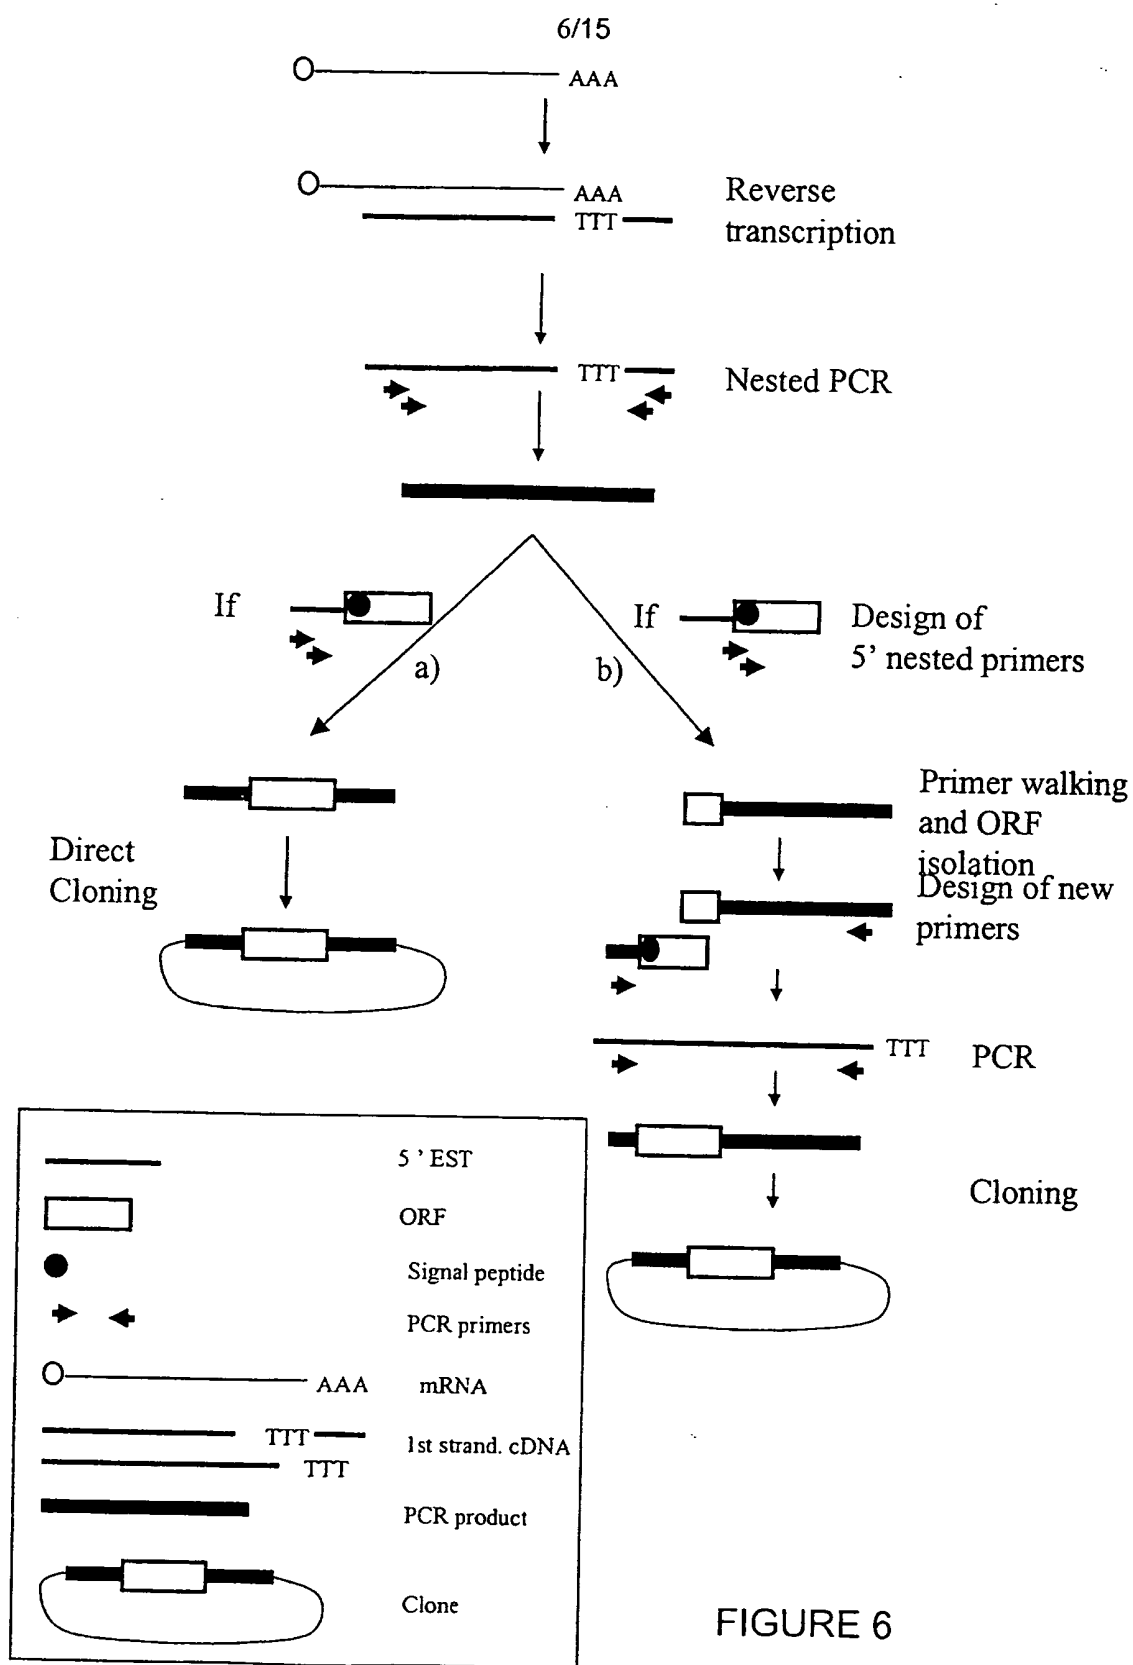 6/15
AAA
AAA
TTT
Reverse
transcription
TTT
Nested PCR
If
a)
If
b)
Design of
5' nested primers
Direct
Cloning
Primer walking
and ORF
isolation
Design of new
primers
TTT
PCR
Cloning
5 ' EST
ORF
Signal peptide
PCR primers
AAA
mRNA
TTT
TTT
1st strand. cDNA
PCR product
Clone
FIGURE 6